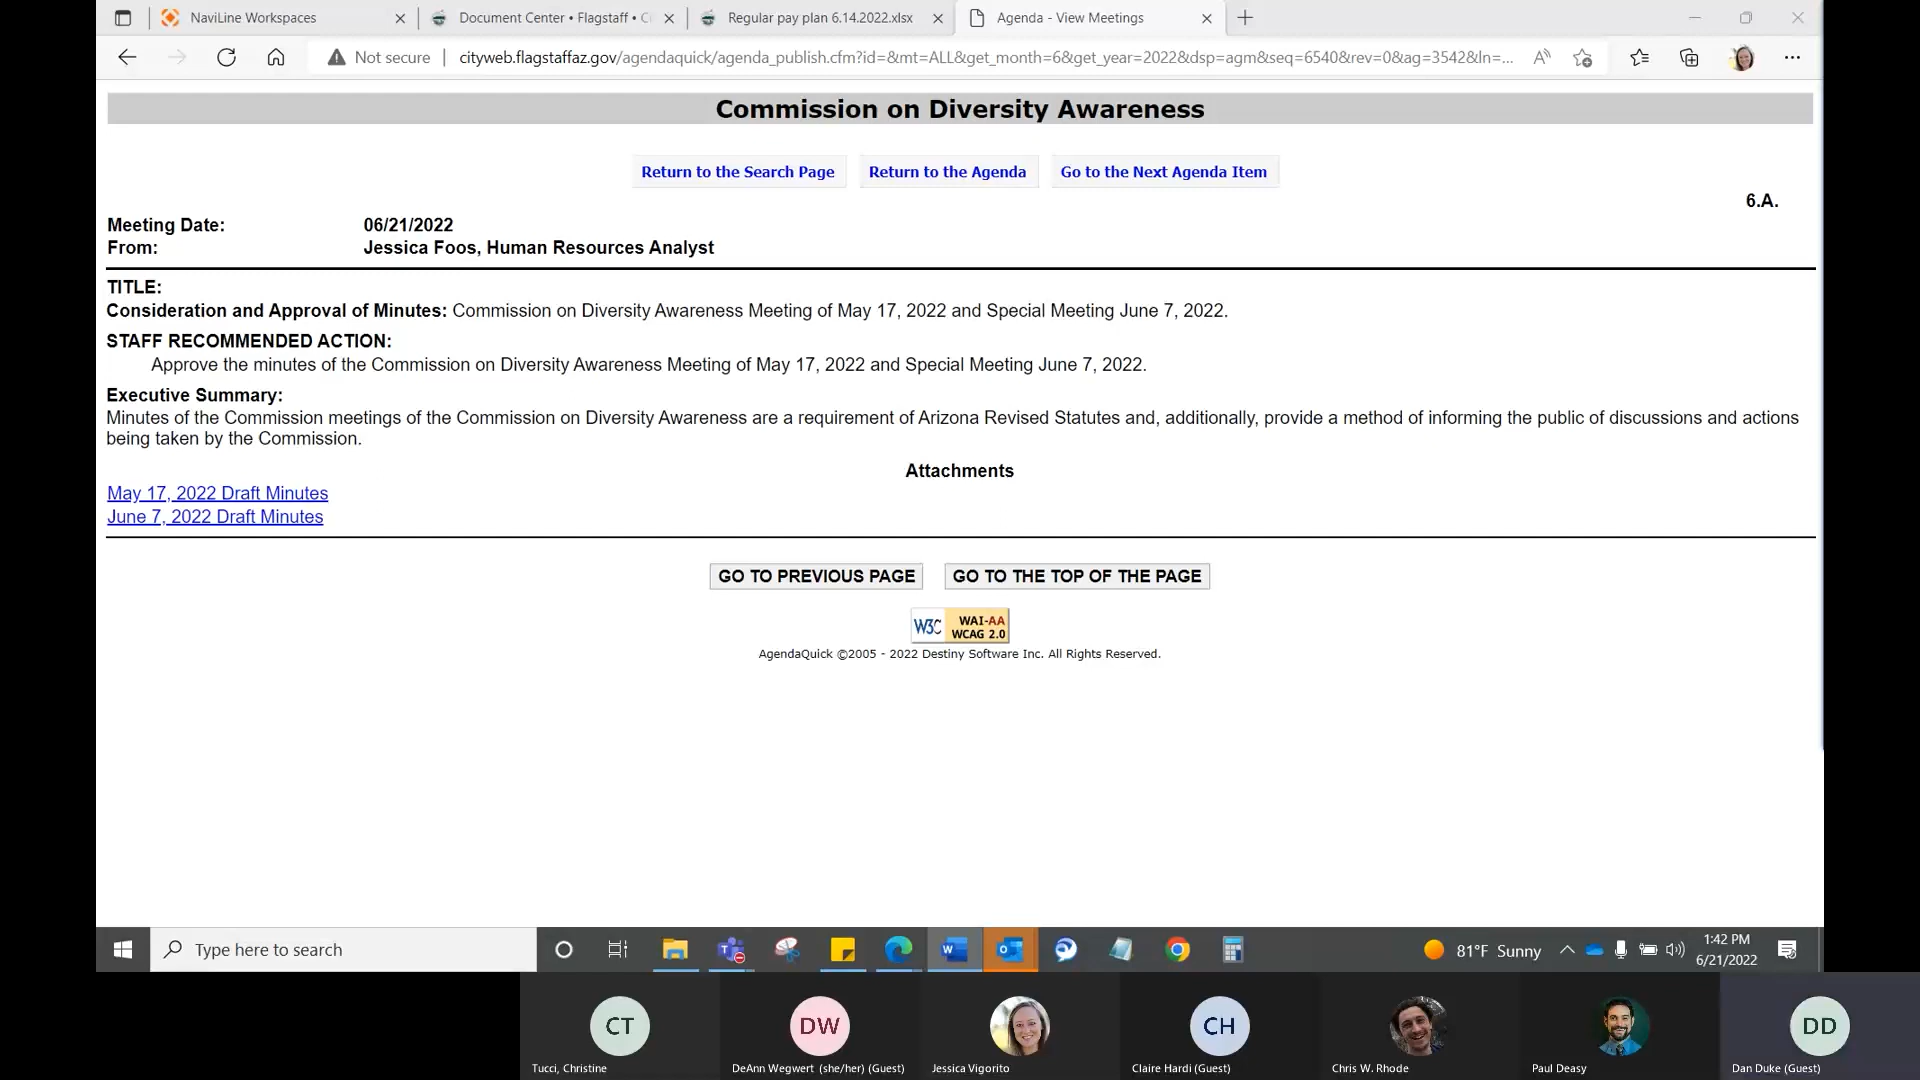 NaviLine Workspaces
Document Center • Flagstaff • C
Regular pay plan 6.14.2022.xlsx
Agenda - View Meetings
Not secure
cityweb.flagstaffaz.gov/agendaquick/agenda_publish.cfm?id=&mt=ALL&get_month=6&get_year=2022&dsp=agm&seq=6540&rev=0&ag=3542&ln=...
Commission on Diversity Awareness
Return to the Search Page
Return to the Agenda
Go to the Next Agenda Item
6.A.
Meeting Date: 06/21/2022
From: Jessica Foos, Human Resources Analyst
TITLE:
Consideration and Approval of Minutes: Commission on Diversity Awareness Meeting of May 17, 2022 and Special Meeting June 7, 2022.
STAFF RECOMMENDED ACTION:
Approve the minutes of the Commission on Diversity Awareness Meeting of May 17, 2022 and Special Meeting June 7, 2022.
Executive Summary:
Minutes of the Commission meetings of the Commission on Diversity Awareness are a requirement of Arizona Revised Statutes and, additionally, provide a method of informing the public of discussions and actions
being taken by the Commission.
Attachments
May 17, 2022 Draft Minutes
June 7, 2022 Draft Minutes
GO TO PREVIOUS PAGE
GO TO THE TOP OF THE PAGE
W3C WAI-AA
WCAG 2.0
AgendaQuick ©2005 - 2022 Destiny Software Inc. All Rights Reserved.
Type here to search
81°F Sunny
1:42 PM
6/21/2022
CT
DW
CH
DD
Tucci, Christine
DeAnn Wegwert (she/her) (Guest)
Jessica Vigorito
Claire Hardi (Guest)
Chris W. Rhode
Paul Deasy
Dan Duke (Guest)